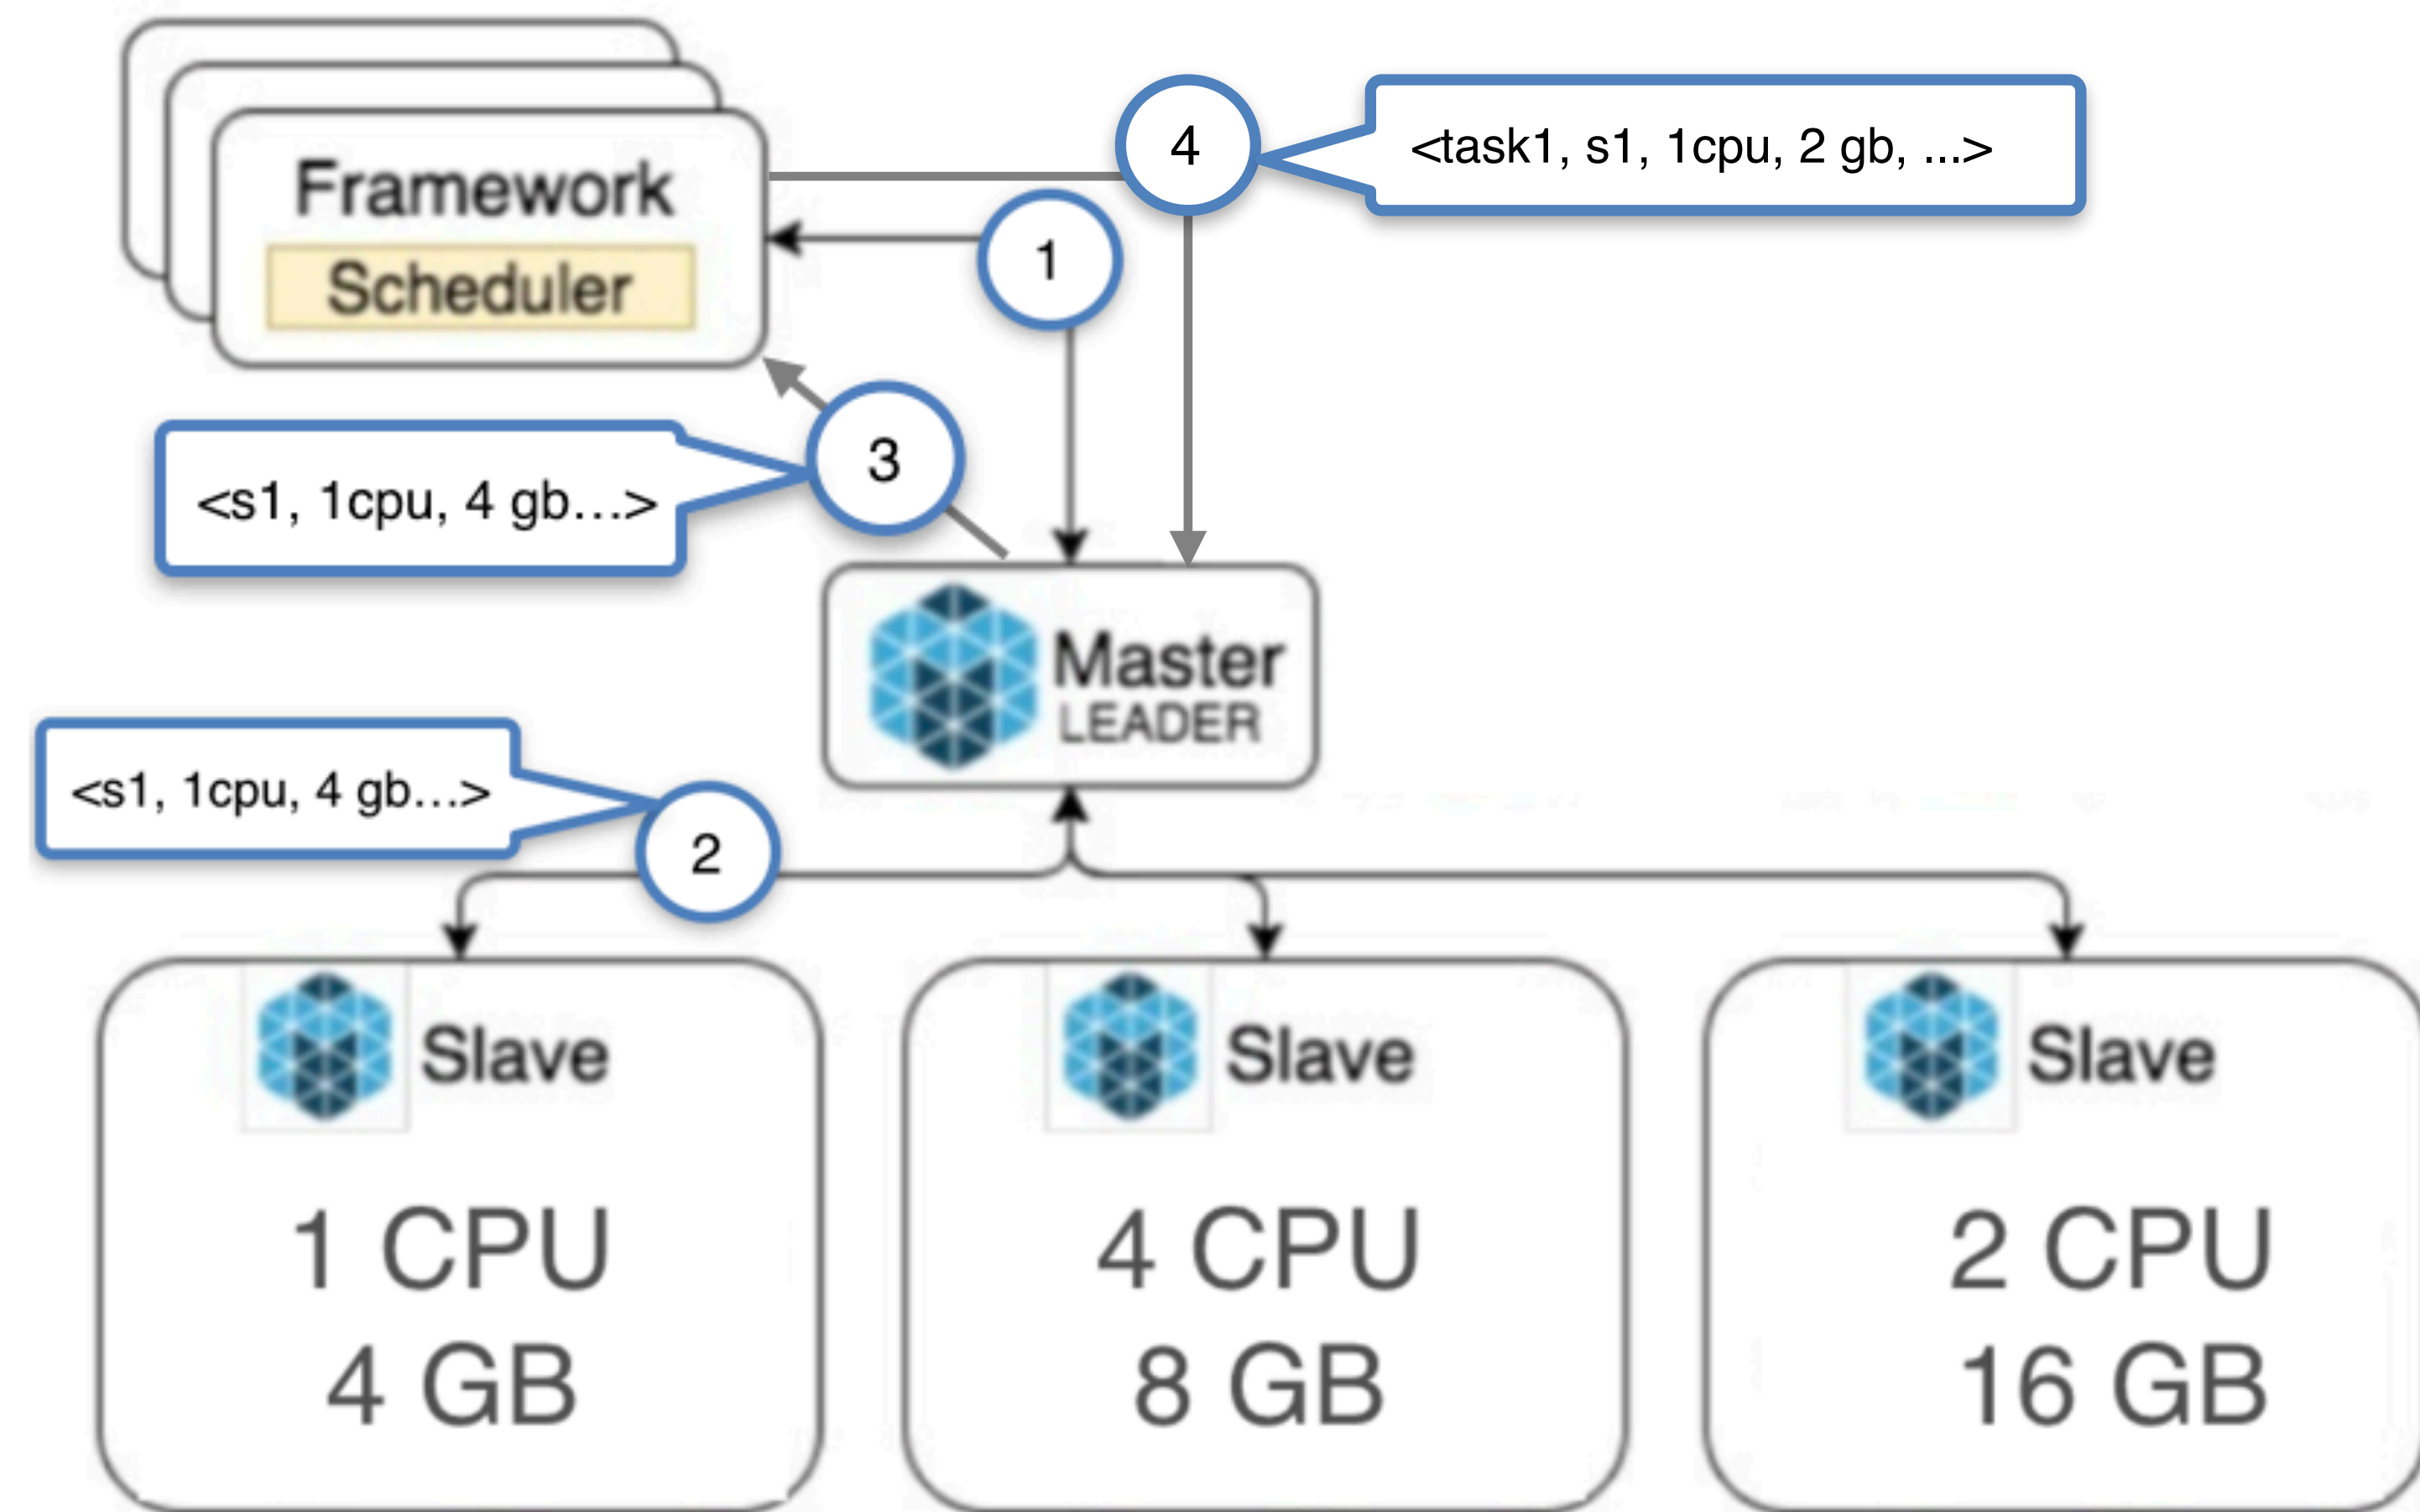 4
<task1, s1, 1cpu, 2 gb, ...>
Framework
Scheduler
1
3
<s1, 1cpu, 4 gb...>
Master
LEADER
<s1, 1cpu, 4 gb...>
2
Slave
1 CPU
4 GB
Slave
4 CPU
8 GB
Slave
2 CPU
16 GB